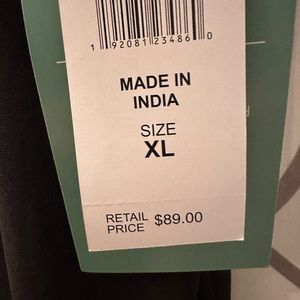 1 92081 23486 0
MADE IN
INDIA
SIZE
XL
RETAIL
PRICE $89.00